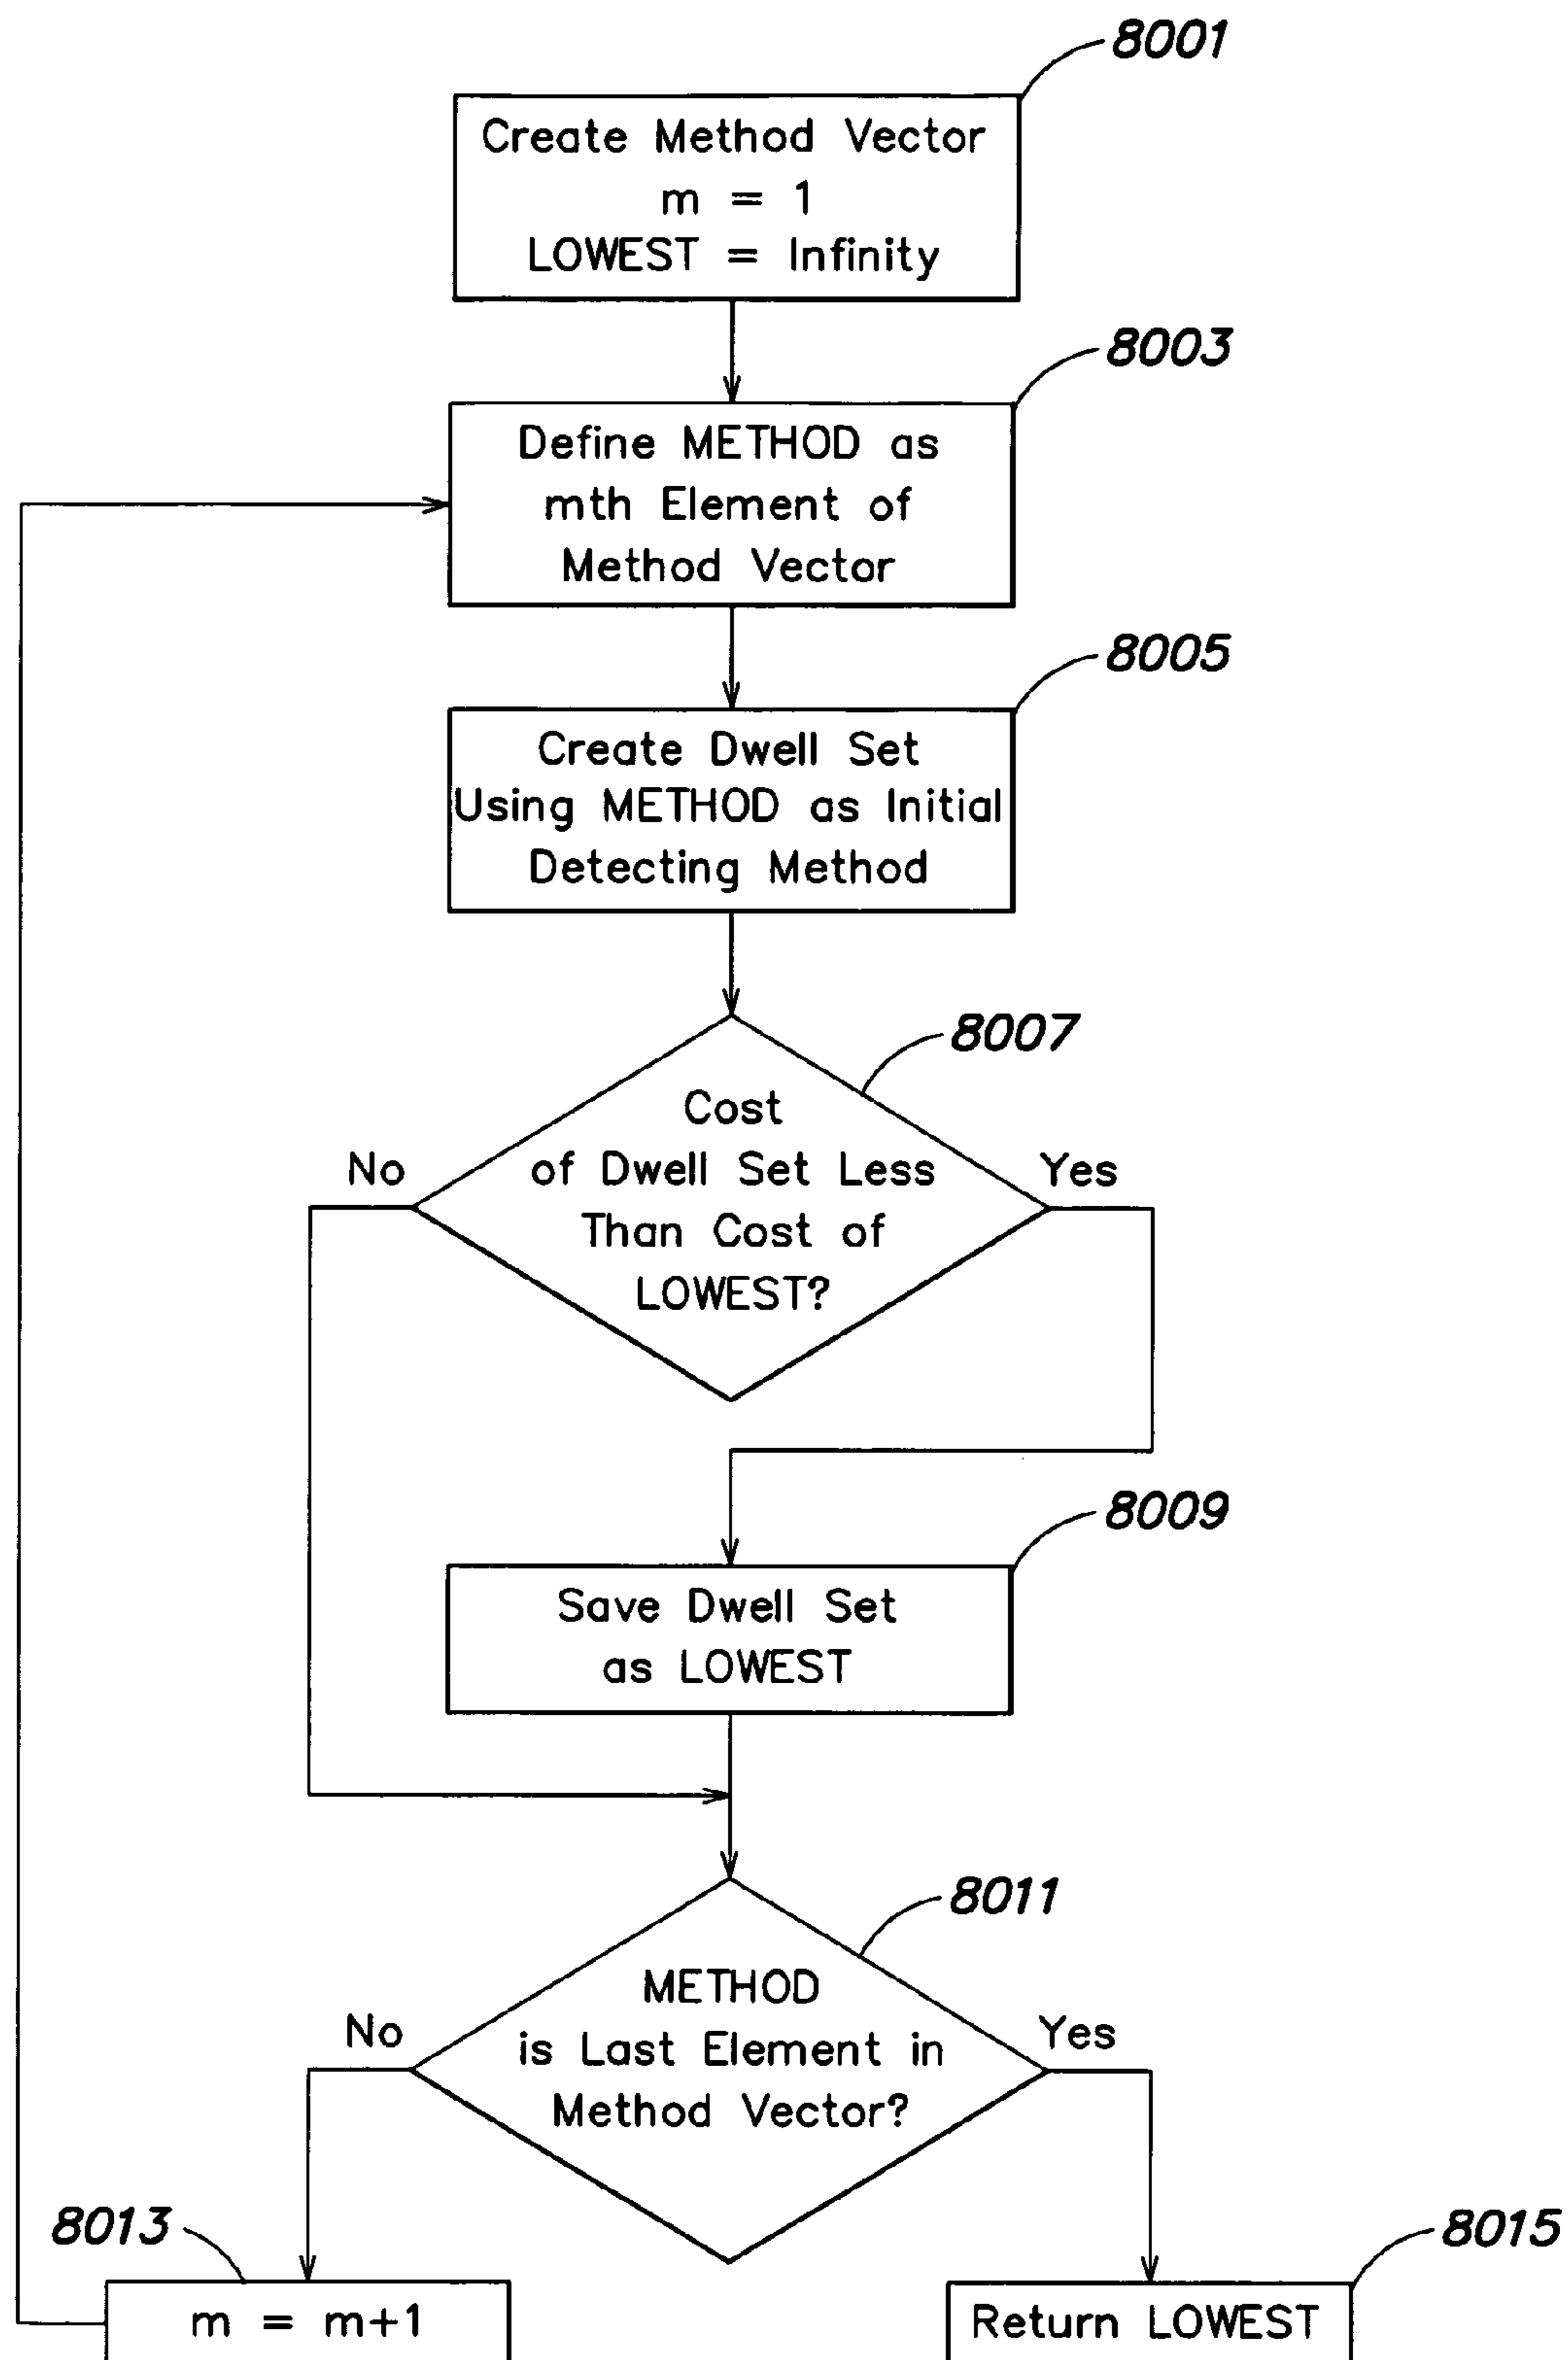 8001
Create Method Vector
m = 1
LOWEST = Infinity
8003
Define METHOD as
mth Element of
Method Vector
8005
Create Dwell Set
Using METHOD as Initial
Detecting Method
8007
Cost
of Dwell Set Less
Than Cost of
LOWEST?
No
Yes
8009
Save Dwell Set
as LOWEST
8011
METHOD
is Last Element in
Method Vector?
No
Yes
8013
m = m+1
8015
Return LOWEST